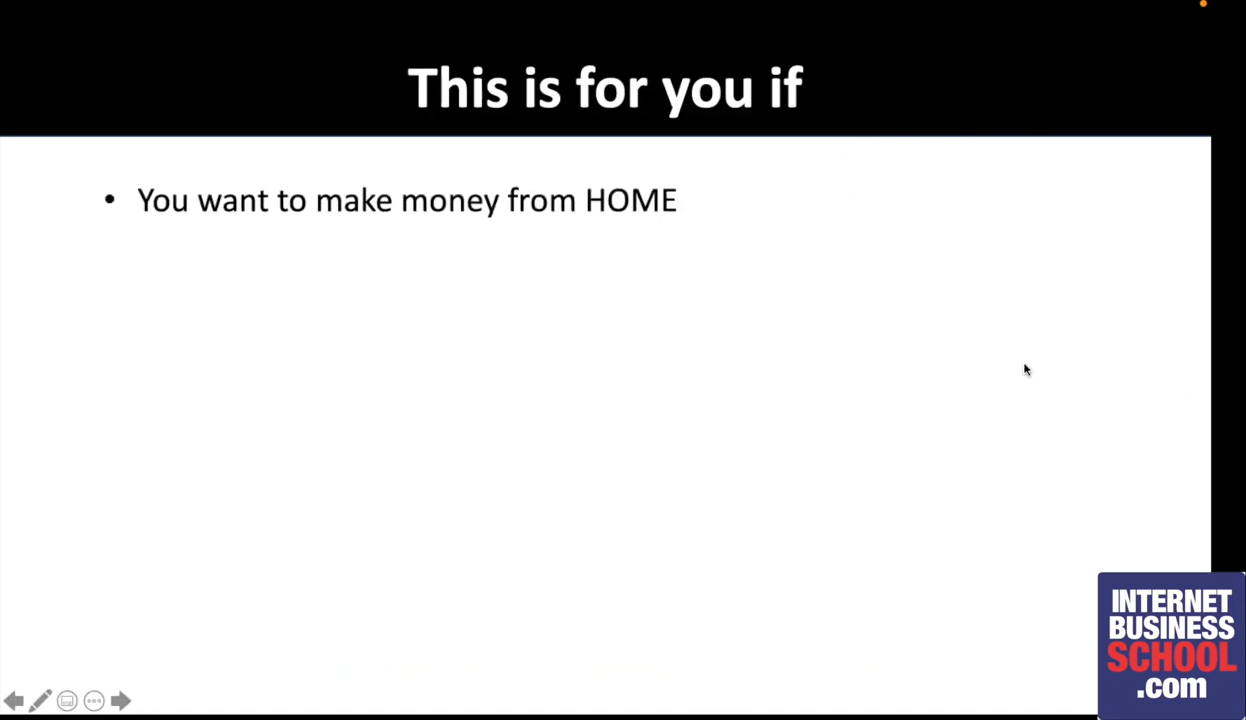 This is for you if
• You want to make money from HOME
INTERNET
BUSINESS
SCHOOL
.com